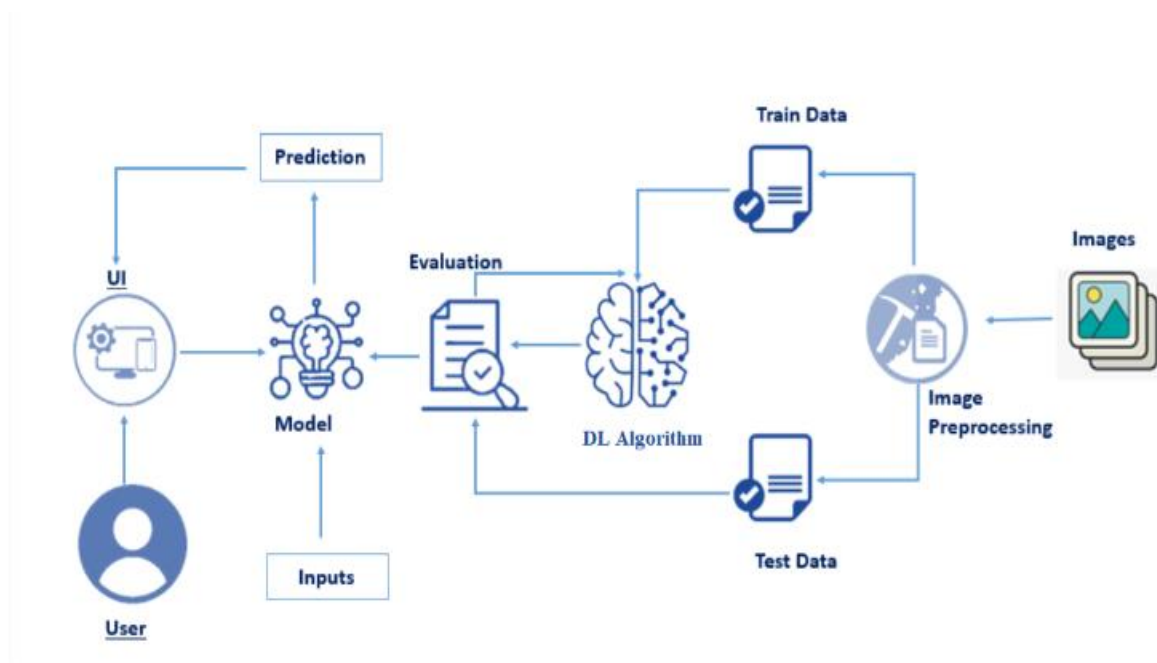 Train Data
Prediction
Images
Evaluation
UI
Image
Preprocessing
Model
DL Algorithm
Test Data
Inputs
User